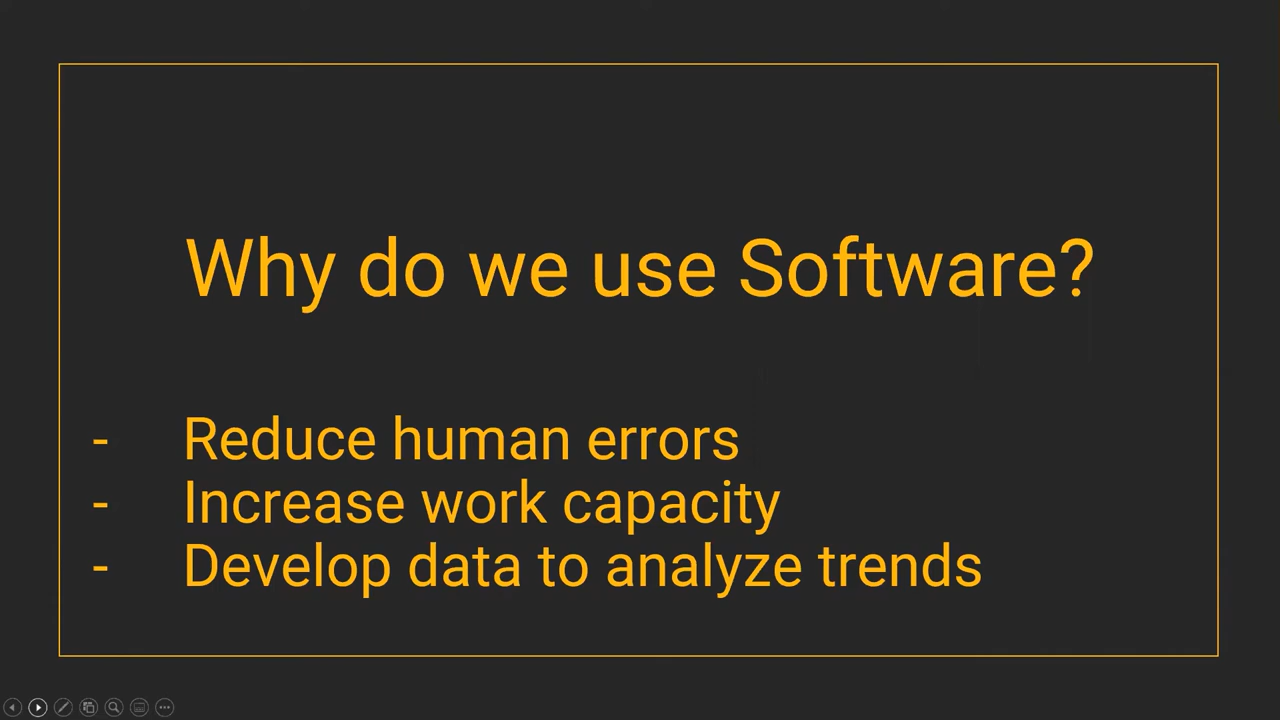 Why do we use Software?
- Reduce human errors
- Increase work capacity
- Develop data to analyze trends